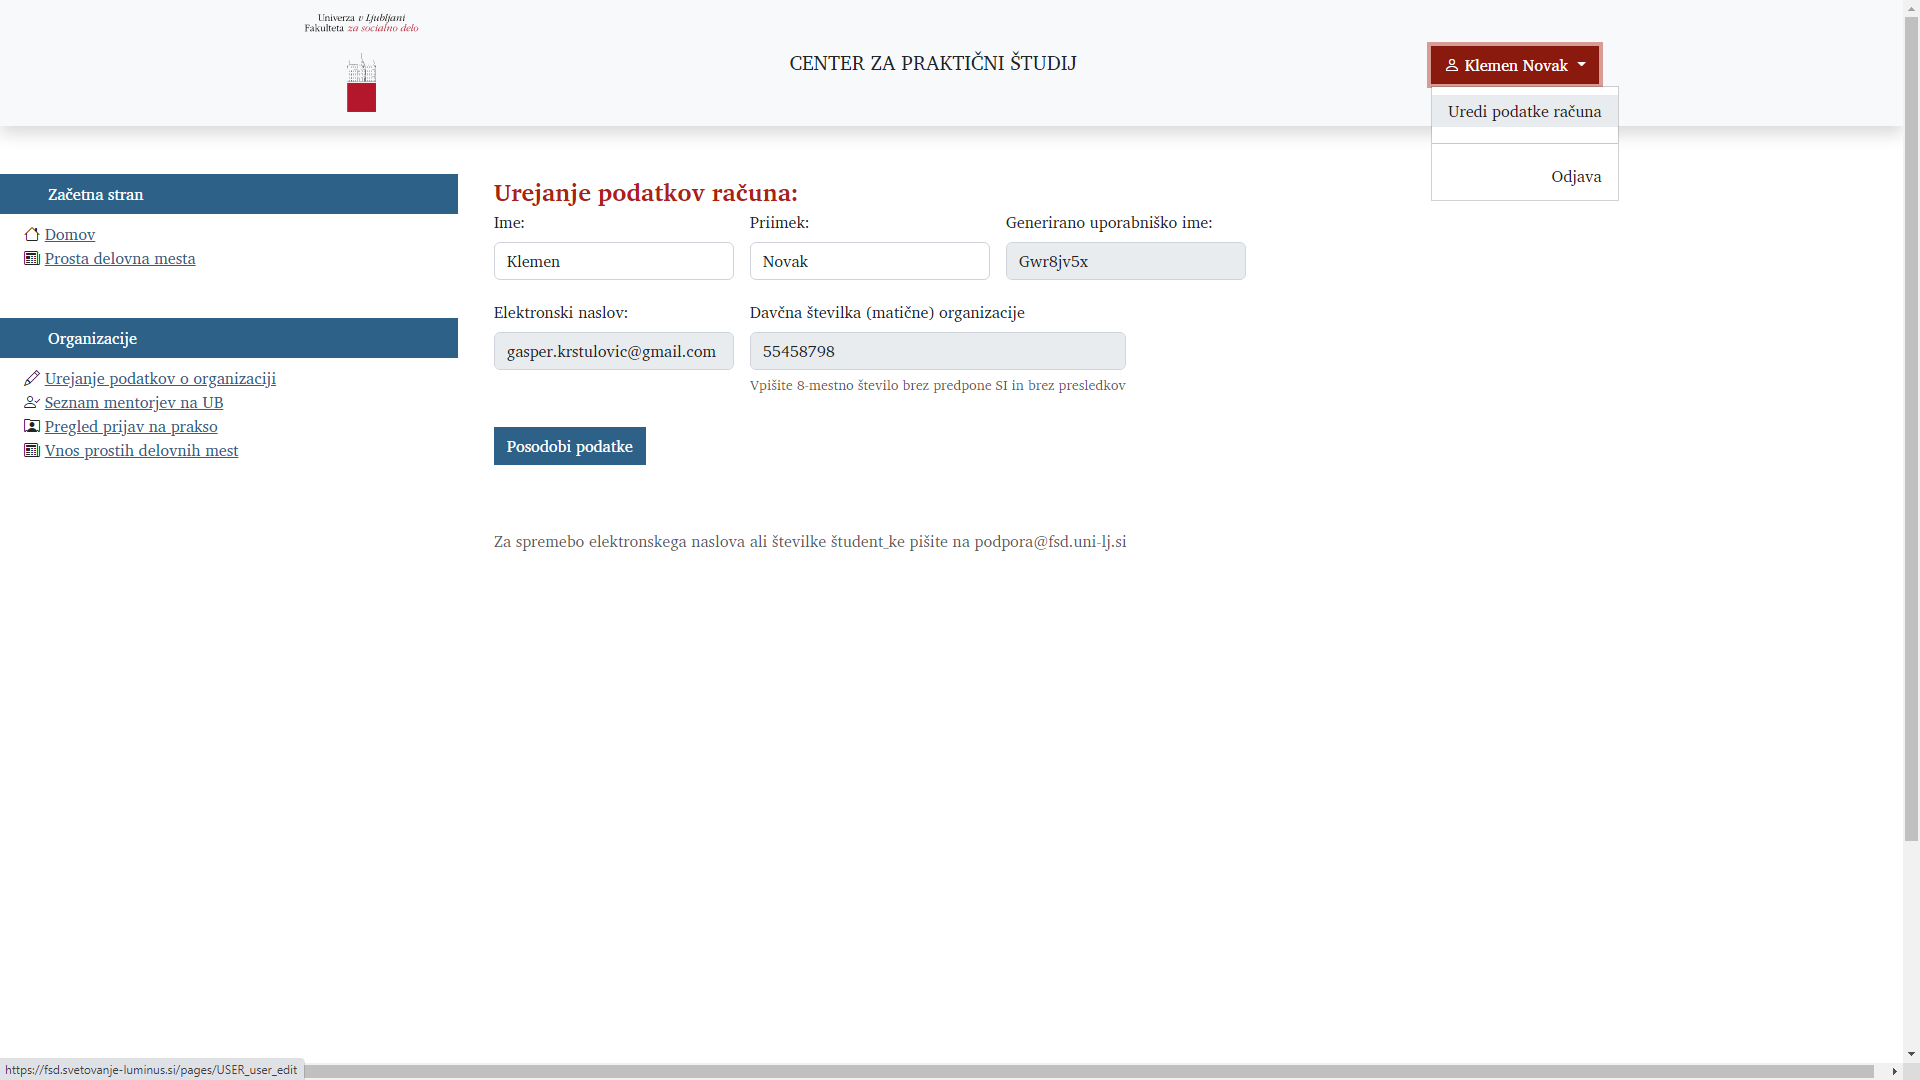 Univerza v Ljubljani
Fakulteta za socialno delo
CENTER ZA PRAKTIČNI ŠTUDIJ
Klemen Novak
Uredi podatke računa
Odjava
Začetna stran
Domov
Prosta delovna mesta
Organizacije
Urejanje podatkov o organizaciji
Seznam mentorjev na UB
Pregled prijav na prakso
Vnos prostih delovnih mest
Urejanje podatkov računa:
Ime: Priimek: Generirano uporabniško ime:
Klemen Novak Gwr8jv5x
Elektronski naslov: Davčna številka (matične) organizacije
gasper.krstulovic@gmail.com 55458798
Vpišite 8-mestno število brez predpone SI in brez presledkov
Posodobi podatke
Za spremebo elektronskega naslova ali številke študent_ke pišite na podpora@fsd.uni-lj.si
https://fsd.svetovanje-luminus.si/pages/USER_user_edit